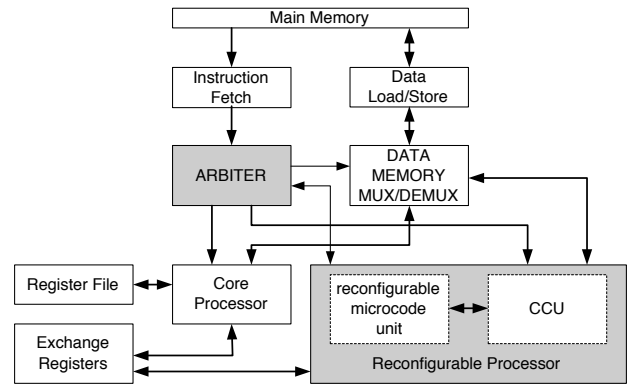 Main Memory
Instruction
Fetch
Data
Load/Store
ARBITER
DATA
MEMORY
MUX/DEMUX
Register File
Core
Processor
reconfigurable
microcode
unit
CCU
Exchange
Registers
Reconfigurable Processor